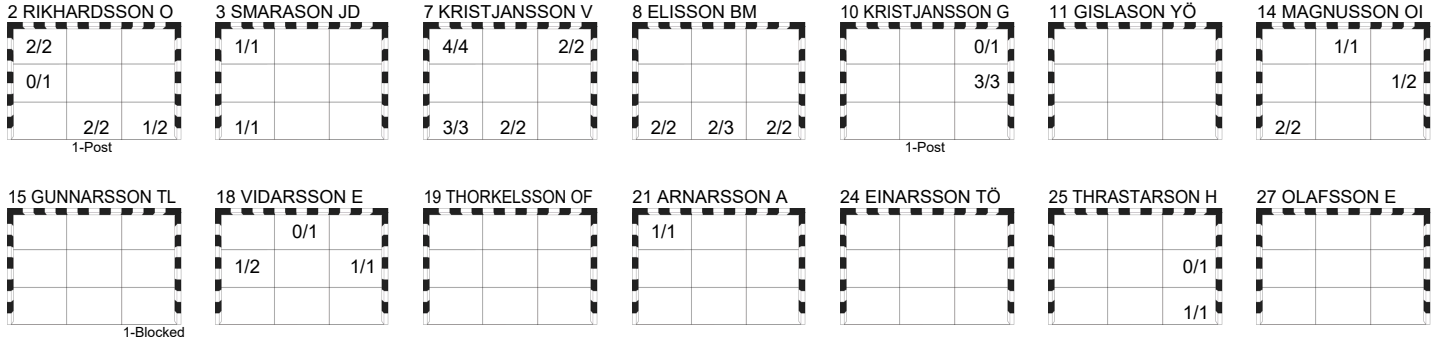 2 RIKHARDSSON O 3 SMARASON JD 7 KRISTJANSSON V 8 ELISSON BM 10 KRISTJANSSON G 11 GISLASON YÖ 14 MAGNUSSON OI
2/2 1/1 4/4 2/2 0/1 1/1
0/1 3/3 1/2
2/2 1/2 1/1 3/3 2/2 2/2 2/3 2/2 2/2
1-Post 1-Post
15 GUNNARSSON TL 18 VIDARSSON E 19 THORKELSSON OF 21 ARNARSSON A 24 EINARSSON TÖ 25 THRASTARSON H 27 OLAFSSON E
0/1 1/1
1/2 1/1 0/1
1/1
1-Blocked